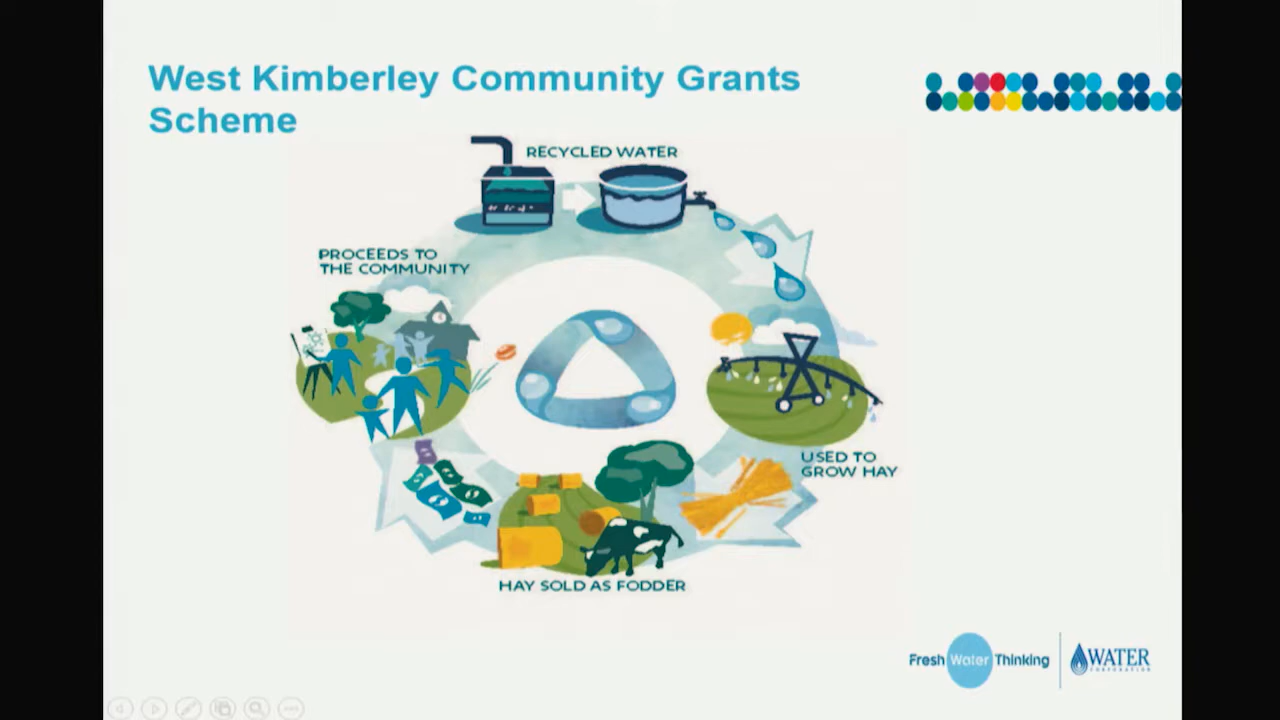 West Kimberley Community Grants
Scheme
RECYCLED WATER
PROCEEDS TO
THE COMMUNITY
USED TO
GROW HAY
HAY SOLD AS FODDER
Fresh Water Thinking
WATER
CORPORATION